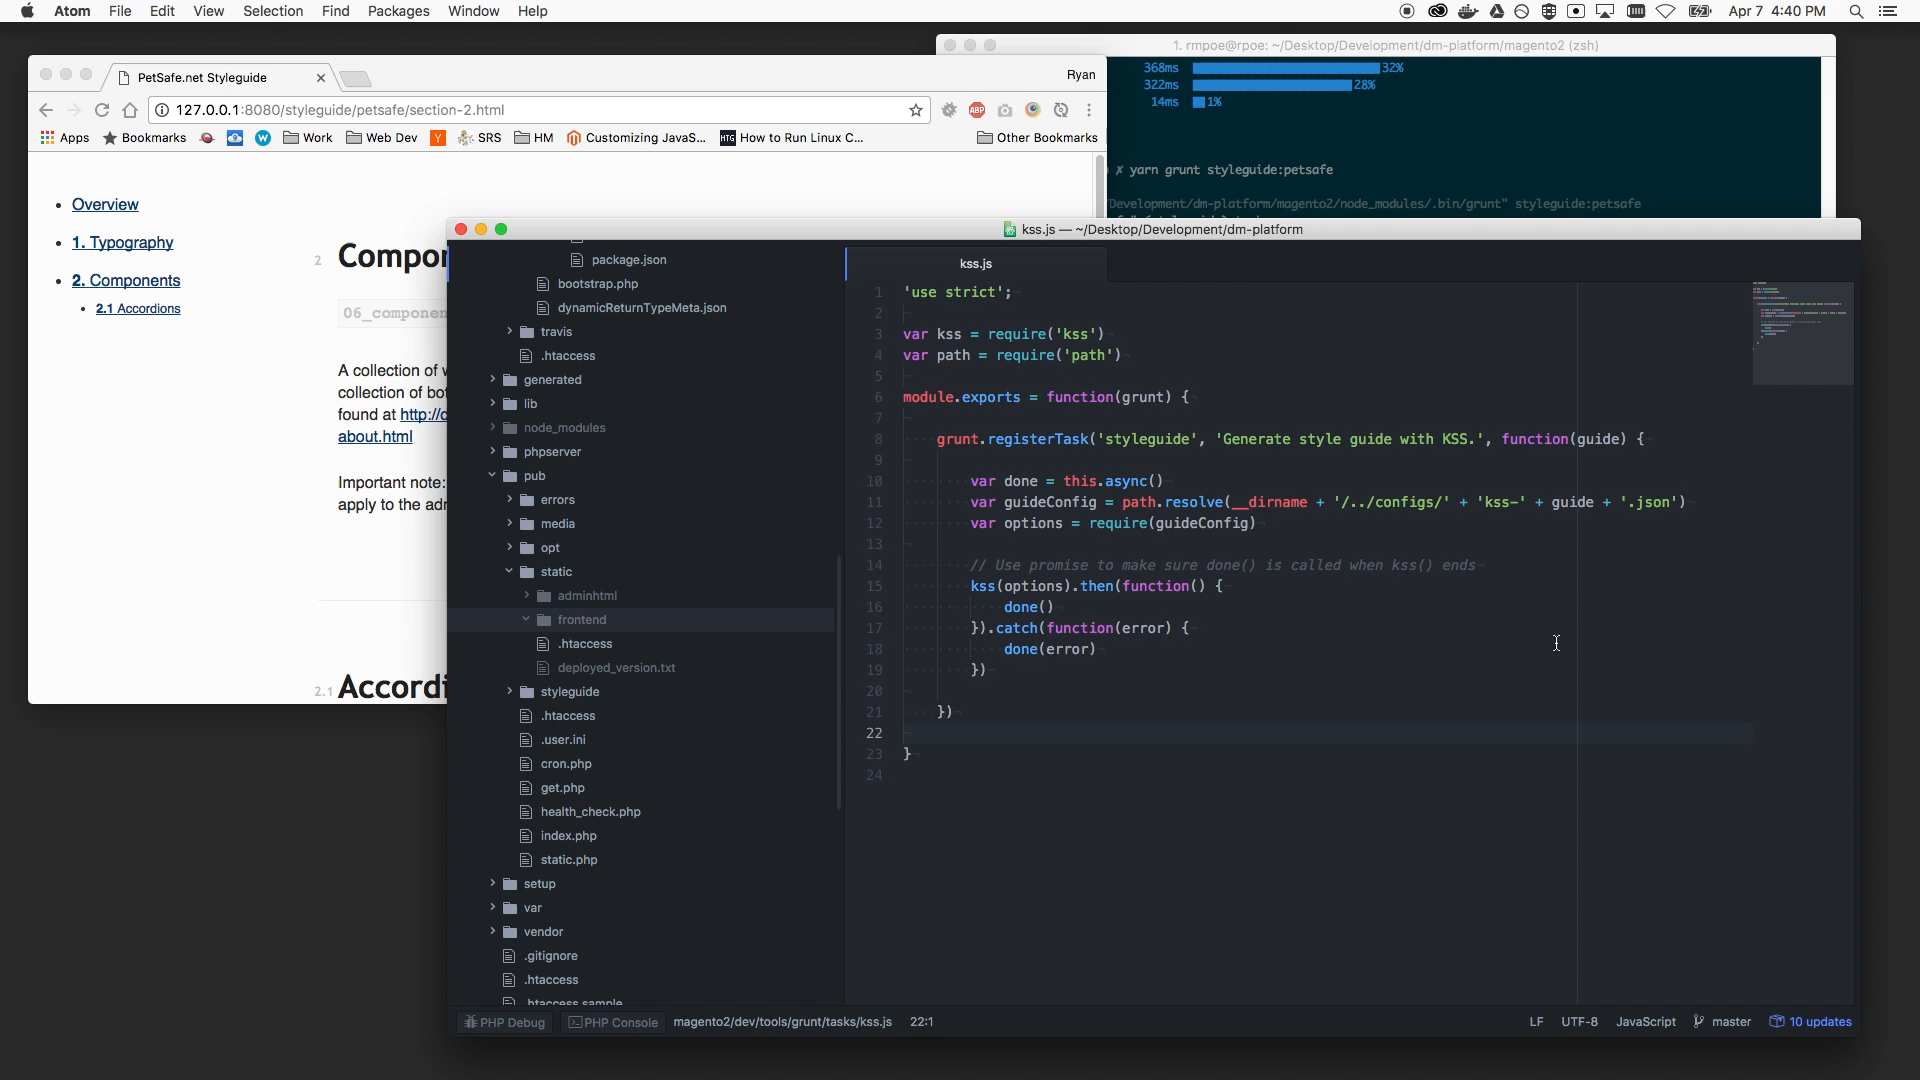 Atom File Edit View Selection Find Packages Window Help
Apr 7 4:40 PM
1. rmpoe@rpoe: ~/Desktop/Development/dm-platform/magento2 (zsh)
368ms 32%
322ms 28%
14ms 1%
✗ yarn grunt styleguide:petsafe
Development/dm-platform/magento2/node_modules/.bin/grunt" styleguide:petsafe
PetSafe.net Styleguide
Ryan
127.0.0.1:8080/styleguide/petsafe/section-2.html
ABP
Apps Bookmarks Work Web Dev Y SRS HM Customizing JavaS... HTG How to Run Linux C... Other Bookmarks
Overview
1. Typography
2. Components
2.1 Accordions
2 Compor
06_componen
A collection of
collection of bo
found at http://
about.html
Important note:
apply to the ad
2.1 Accordi
kss.js — ~/Desktop/Development/dm-platform
package.json
bootstrap.php
dynamicReturnTypeMeta.json
travis
.htaccess
generated
lib
node_modules
phpserver
pub
errors
media
opt
static
adminhtml
frontend
.htaccess
deployed_version.txt
styleguide
.htaccess
.user.ini
cron.php
get.php
health_check.php
index.php
static.php
setup
var
vendor
.gitignore
.htaccess
.htaccess.sample
kss.js
1 'use strict';
2
3 var kss = require('kss')
4 var path = require('path')
5
6 module.exports = function(grunt) {
7
8 grunt.registerTask('styleguide', 'Generate style guide with KSS.', function(guide) {
9
10 var done = this.async()
11 var guideConfig = path.resolve(__dirname + '/../configs/' + 'kss-' + guide + '.json')
12 var options = require(guideConfig)
13
14 // Use promise to make sure done() is called when kss() ends
15 kss(options).then(function() {
16 done()
17 }).catch(function(error) {
18 done(error)
19 })
20
21 })
22
23 }
24
PHP Debug PHP Console magento2/dev/tools/grunt/tasks/kss.js 22:1
LF UTF-8 JavaScript master 10 updates